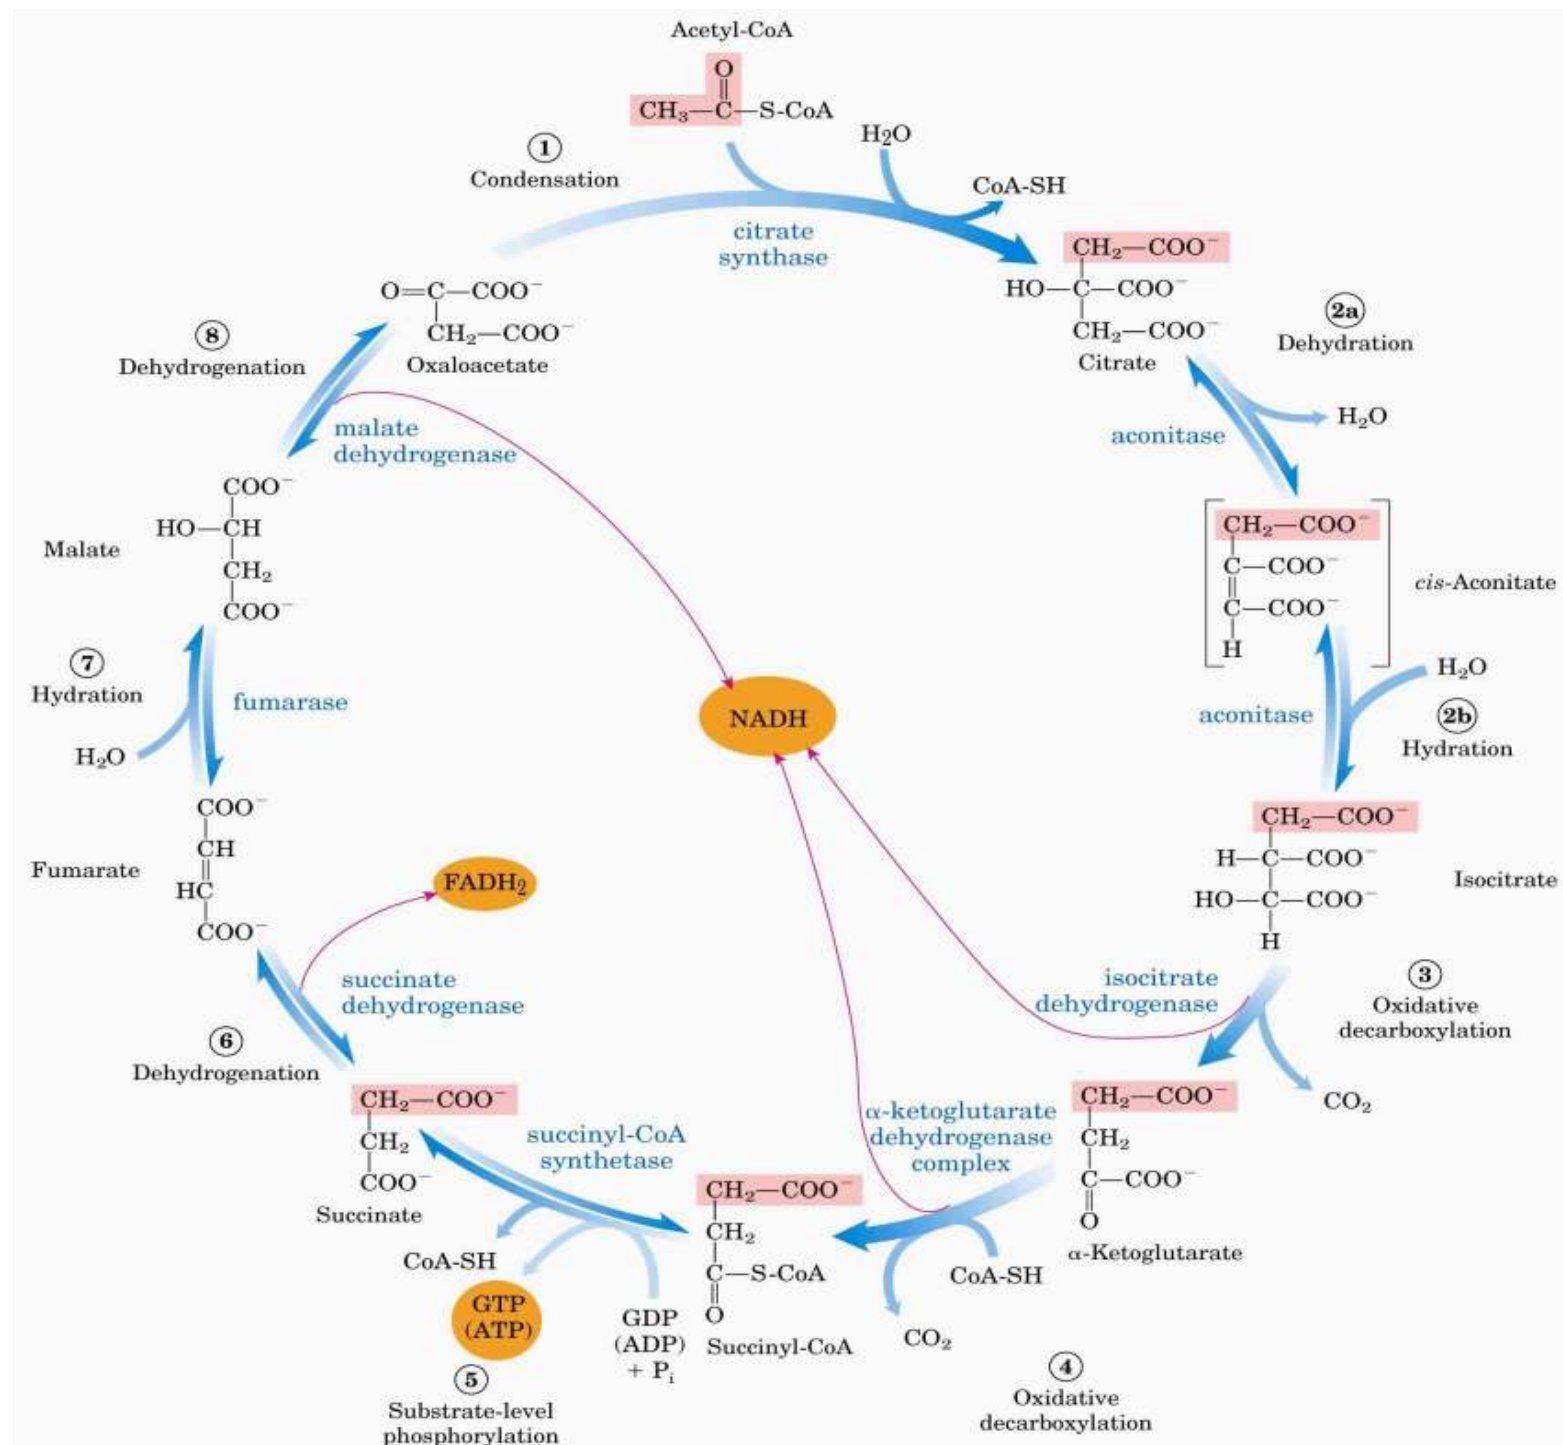 Acetyl-CoA
O
CH₃—C—S-CoA
H₂O
1
Condensation
CoA-SH
citrate
synthase
CH₂—COO⁻
HO—C—COO⁻
CH₂—COO⁻
Citrate
2a
Dehydration
H₂O
aconitase
CH₂—COO⁻
C—COO⁻
C—COO⁻
H
cis-Aconitate
H₂O
aconitase
2b
Hydration
CH₂—COO⁻
H—C—COO⁻
HO—C—COO⁻
H
Isocitrate
isocitrate
dehydrogenase
3
Oxidative
decarboxylation
CO₂
CH₂—COO⁻
CH₂
C—COO⁻
O
α-Ketoglutarate
α-ketoglutarate
dehydrogenase
complex
CoA-SH
CO₂
4
Oxidative
decarboxylation
CH₂—COO⁻
CH₂
C—S-CoA
O
Succinyl-CoA
succinyl-CoA
synthetase
GDP
(ADP)
+ Pᵢ
CoA-SH
GTP
(ATP)
5
Substrate-level
phosphorylation
CH₂—COO⁻
CH₂
COO⁻
Succinate
succinate
dehydrogenase
6
Dehydrogenation
FADH₂
COO⁻
CH
HC
COO⁻
Fumarate
fumarase
7
Hydration
H₂O
COO⁻
HO—CH
CH₂
COO⁻
Malate
malate
dehydrogenase
8
Dehydrogenation
O=C—COO⁻
CH₂—COO⁻
Oxaloacetate
NADH